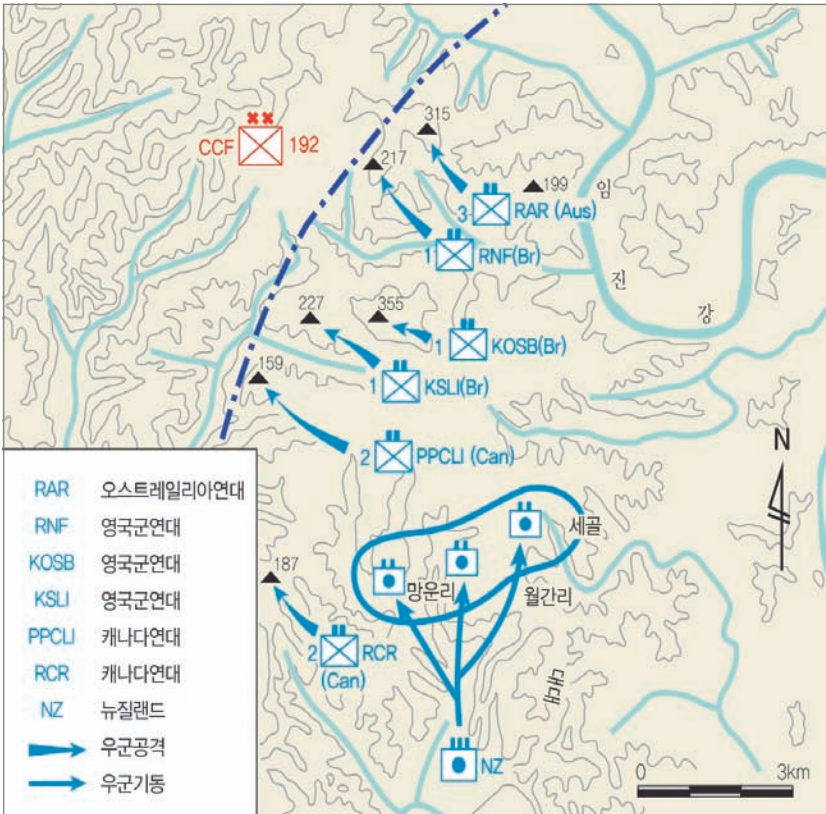 315
CCF 192
217
199
3 RAR (Aus)
임
진
강
1 RNF(Br)
227
355
1 KOSB(Br)
159
1 KSLI(Br)
2 PPCLI (Can)
N
세골
187
망운리
월간리
2 RCR
(Can)
대대
NZ
0 3km
RAR 오스트레일리아연대
RNF 영국군연대
KOSB 영국군연대
KSLI 영국군연대
PPCLI 캐나다연대
RCR 캐나다연대
NZ 뉴질랜드
우군공격
우군기동